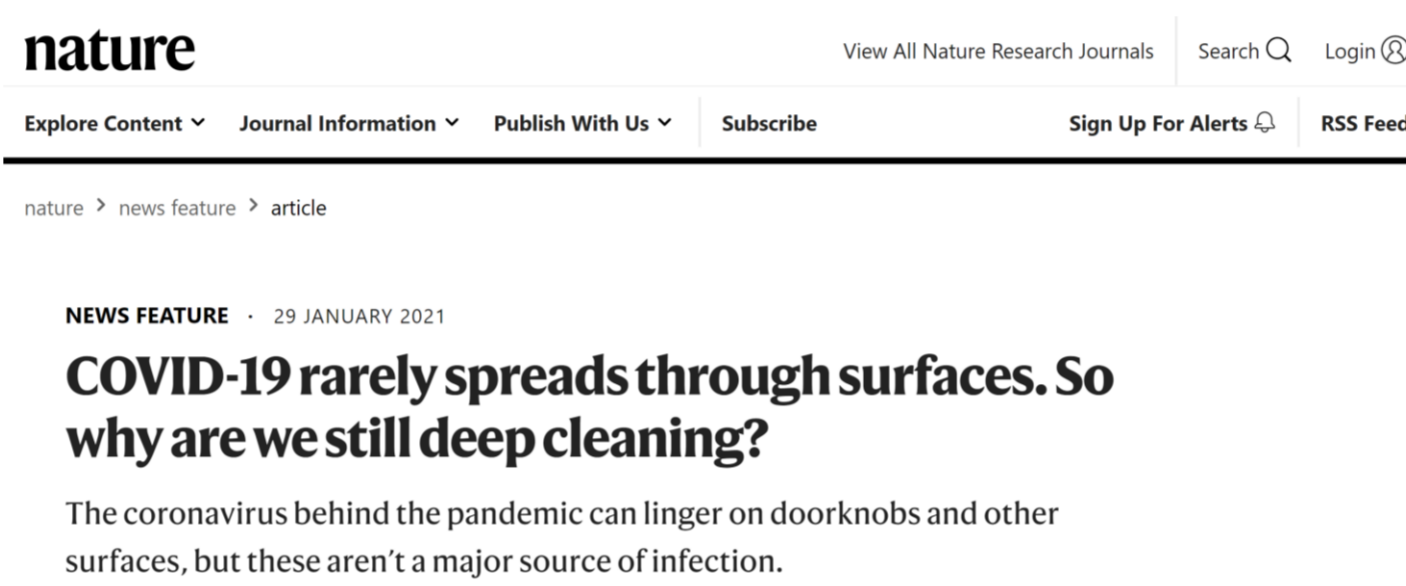 nature
View All Nature Research Journals Search Login
Explore Content Journal Information Publish With Us Subscribe Sign Up For Alerts RSS Feed
nature > news feature > article
NEWS FEATURE · 29 JANUARY 2021
COVID-19 rarely spreads through surfaces. So
why are we still deep cleaning?
The coronavirus behind the pandemic can linger on doorknobs and other
surfaces, but these aren’t a major source of infection.